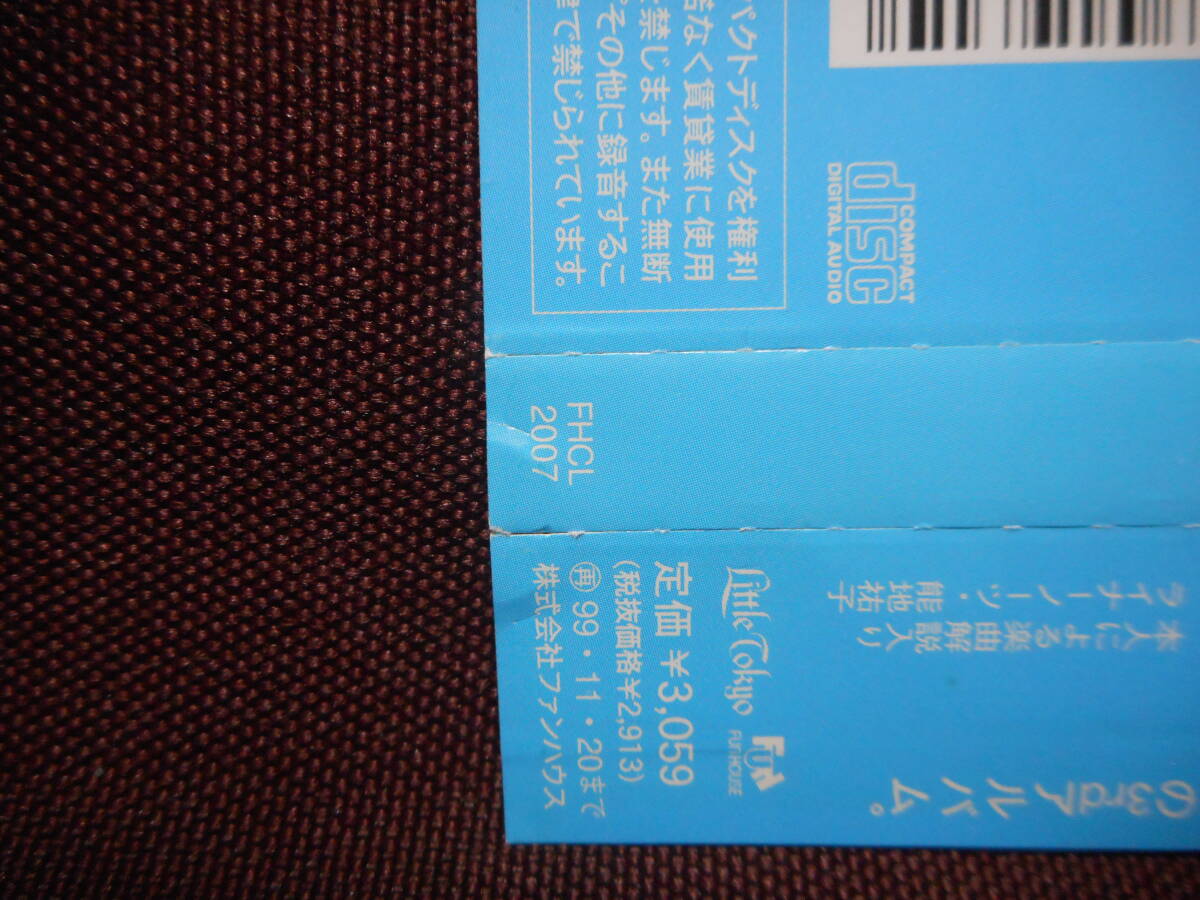 パクトディスクを権利
諾なく賃貸業に使用
禁じます。また無断
その他に録音するこ
で禁じられています。
COMPACT
disc
DIGITAL AUDIO
FHCL
2007
ライナーノーツ・能地祐子
本人による楽曲解説入り
の3rdアルバム。
Little Tokyo
FUN HOUSE
定価 ¥3,059
(税抜価格¥2,913)
㊢ 99・11・20まで
株式会社ファンハウス